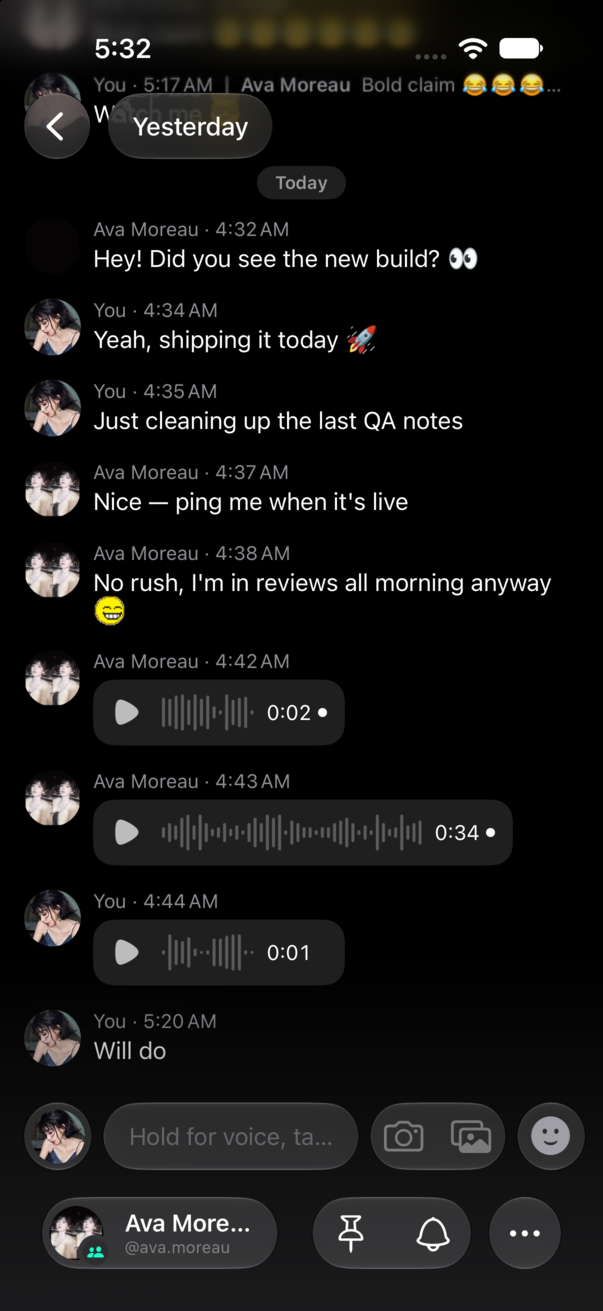 5:32
You · 5:17 AM | Ava Moreau Bold claim 😂😂😂...
Watch me
Yesterday
Today
Ava Moreau · 4:32 AM
Hey! Did you see the new build? 👀
You · 4:34 AM
Yeah, shipping it today 🚀
You · 4:35 AM
Just cleaning up the last QA notes
Ava Moreau · 4:37 AM
Nice — ping me when it's live
Ava Moreau · 4:38 AM
No rush, I'm in reviews all morning anyway
😁
Ava Moreau · 4:42 AM
0:02
Ava Moreau · 4:43 AM
0:34
You · 4:44 AM
0:01
You · 5:20 AM
Will do
Hold for voice, ta...
Ava More...
@ava.moreau